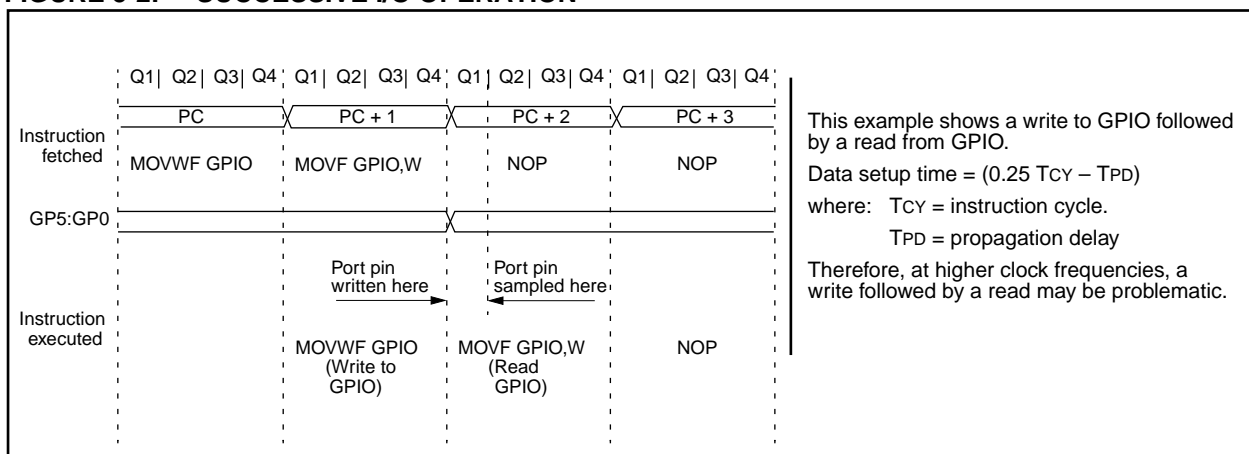 FIGURE 5-2: SUCCESSIVE I/O OPERATION
Q1| Q2| Q3| Q4 Q1| Q2| Q3| Q4 Q1| Q2| Q3| Q4 Q1| Q2| Q3| Q4
PC PC + 1 PC + 2 PC + 3
Instruction
fetched
MOVWF GPIO MOVF GPIO,W NOP NOP
GP5:GP0
Port pin
written here
Port pin
sampled here
Instruction
executed
MOVWF GPIO
(Write to
GPIO)
MOVF GPIO,W
(Read
GPIO)
NOP
This example shows a write to GPIO followed
by a read from GPIO.
Data setup time = (0.25 TCY – TPD)
where: TCY = instruction cycle.
TPD = propagation delay
Therefore, at higher clock frequencies, a
write followed by a read may be problematic.